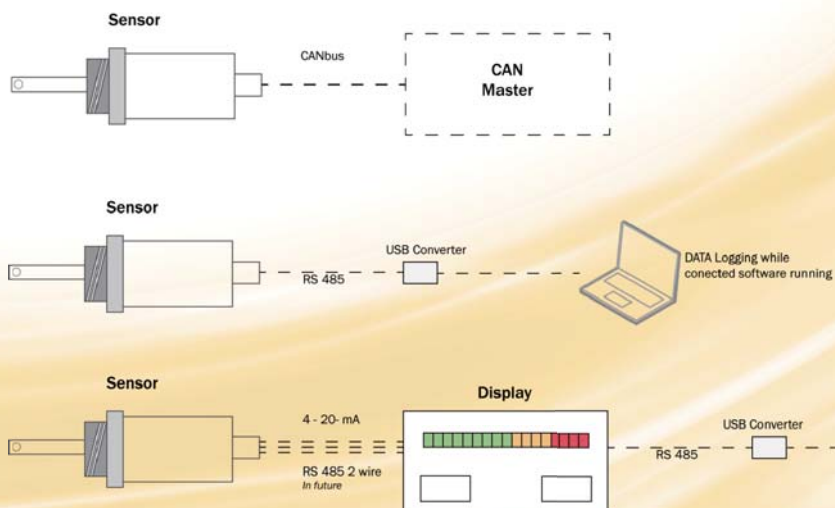 Sensor
CANbus
CAN
Master
Sensor
USB Converter
RS 485
DATA Logging while
conected software running
Sensor
Display
4 - 20- mA
USB Converter
RS 485
RS 485 2 wire
In future